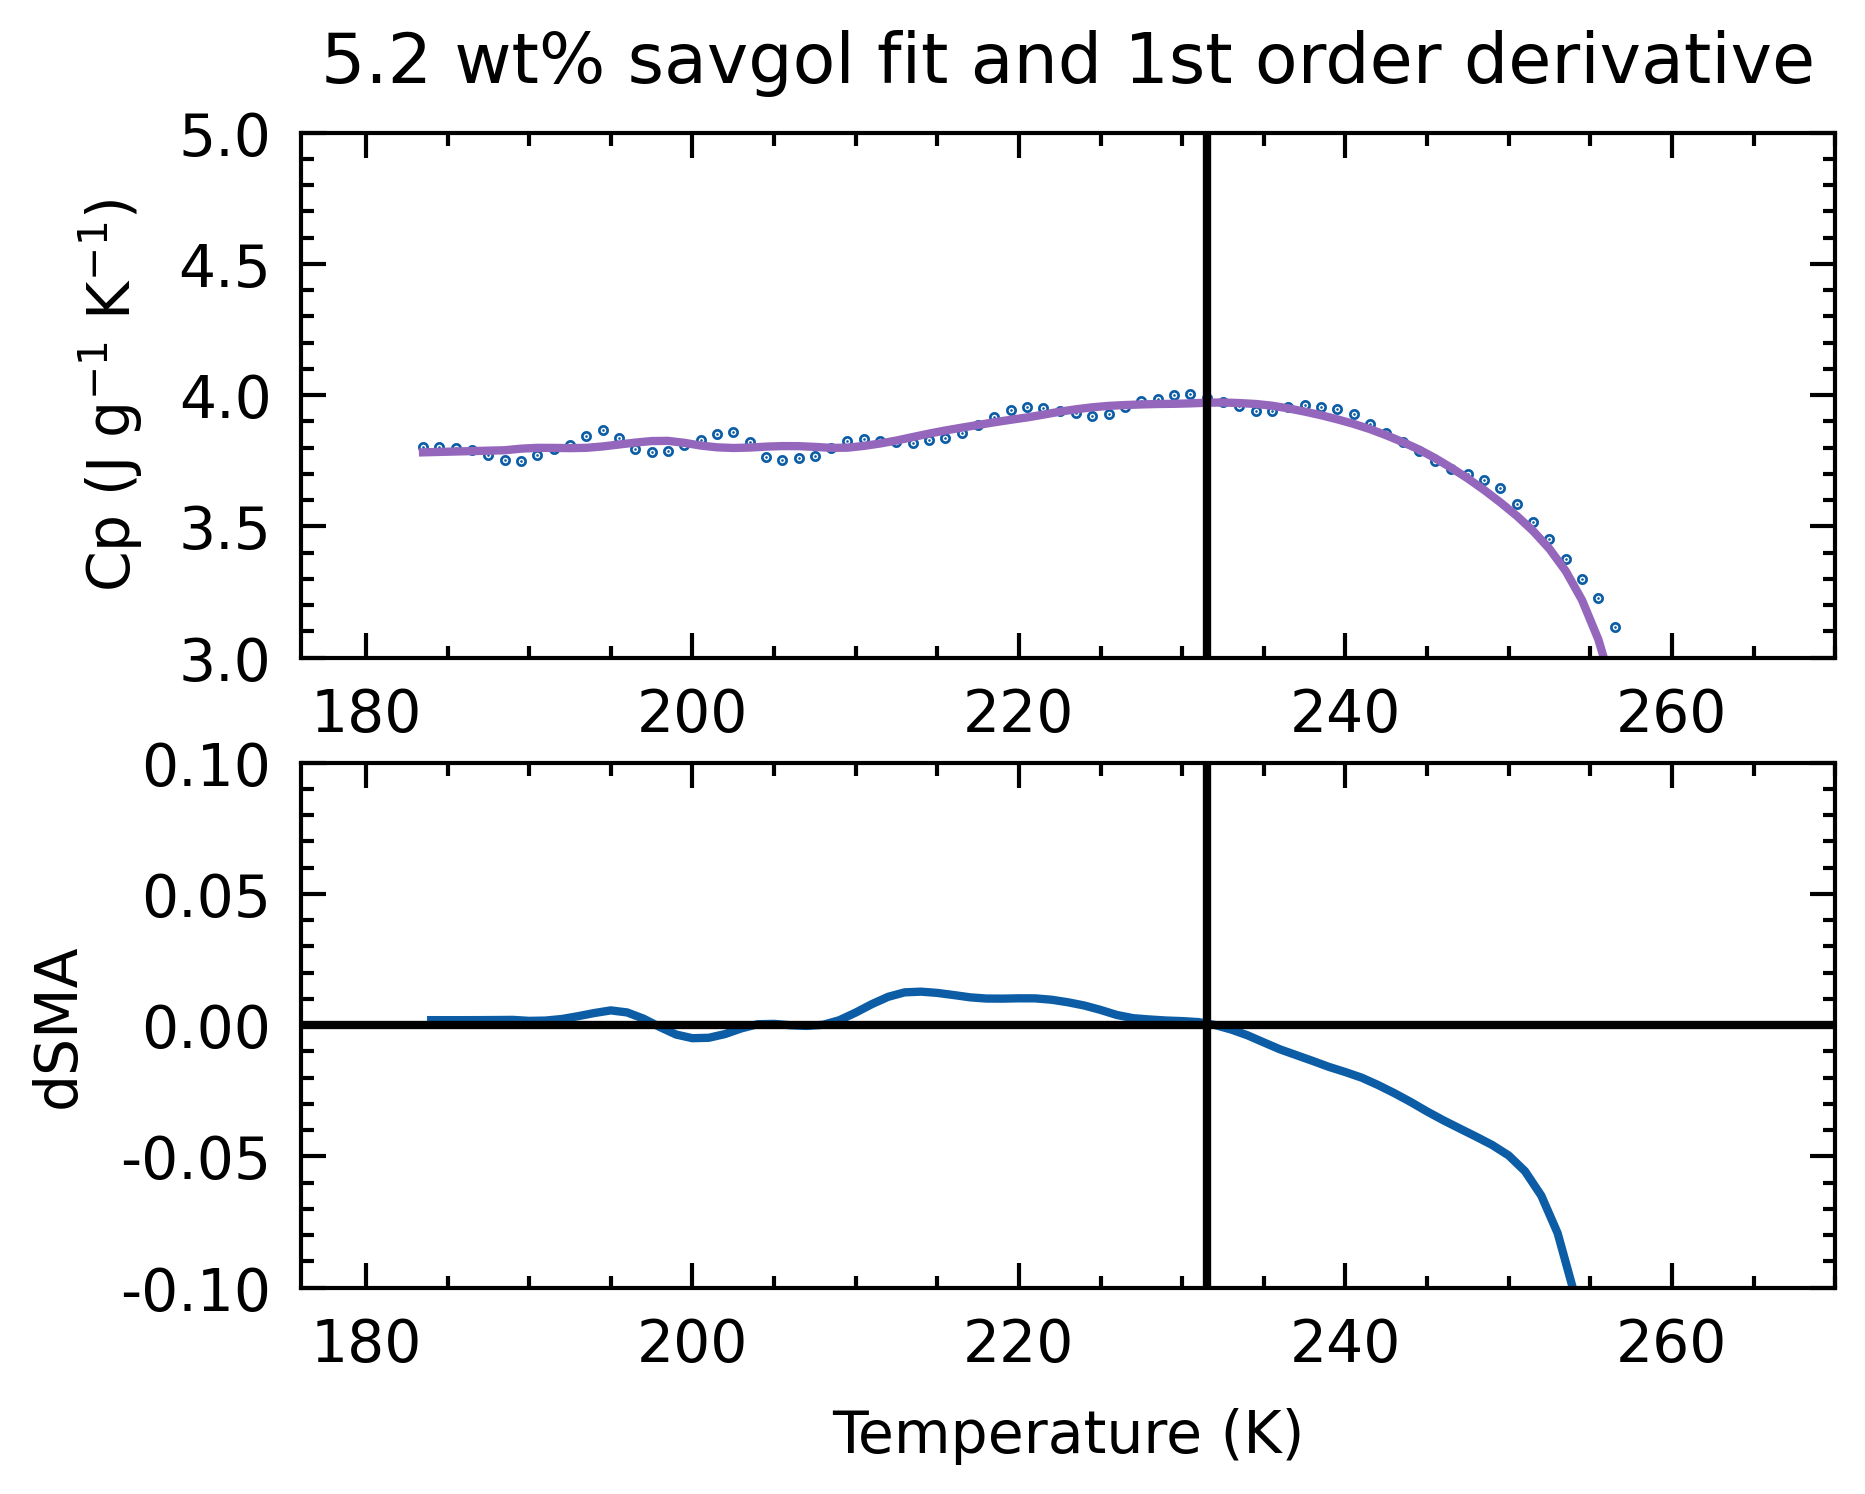 5.2 wt% savgol fit and 1st order derivative
5.0
4.5
4.0
3.5
3.0
Cp (J g⁻¹ K⁻¹)
180 200 220 240 260
0.10
0.05
0.00
-0.05
-0.10
dSMA
180 200 220 240 260
Temperature (K)